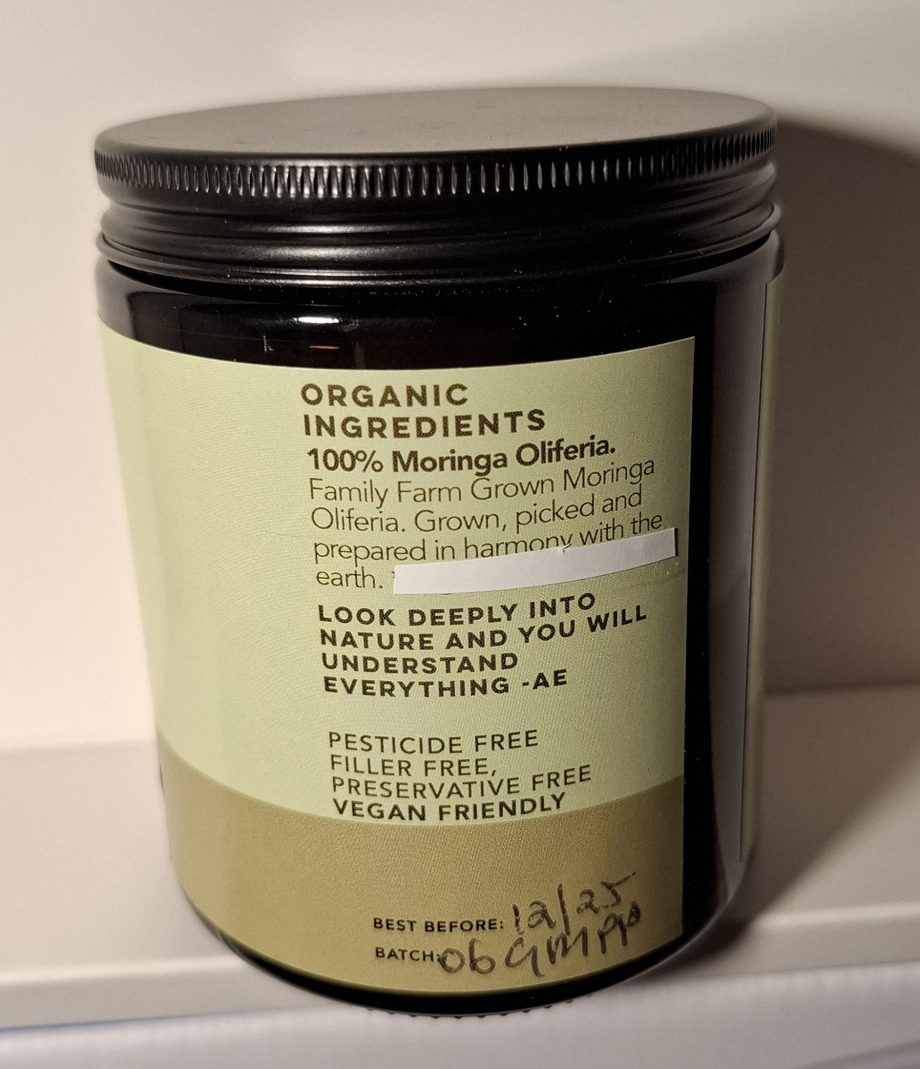 ORGANIC
INGREDIENTS
100% Moringa Oliferia.
Family Farm Grown Moringa
Oliferia. Grown, picked and
prepared in harmony with the
earth.
LOOK DEEPLY INTO
NATURE AND YOU WILL
UNDERSTAND
EVERYTHING -AE
PESTICIDE FREE
FILLER FREE,
PRESERVATIVE FREE
VEGAN FRIENDLY
BEST BEFORE: 12/25
BATCH: